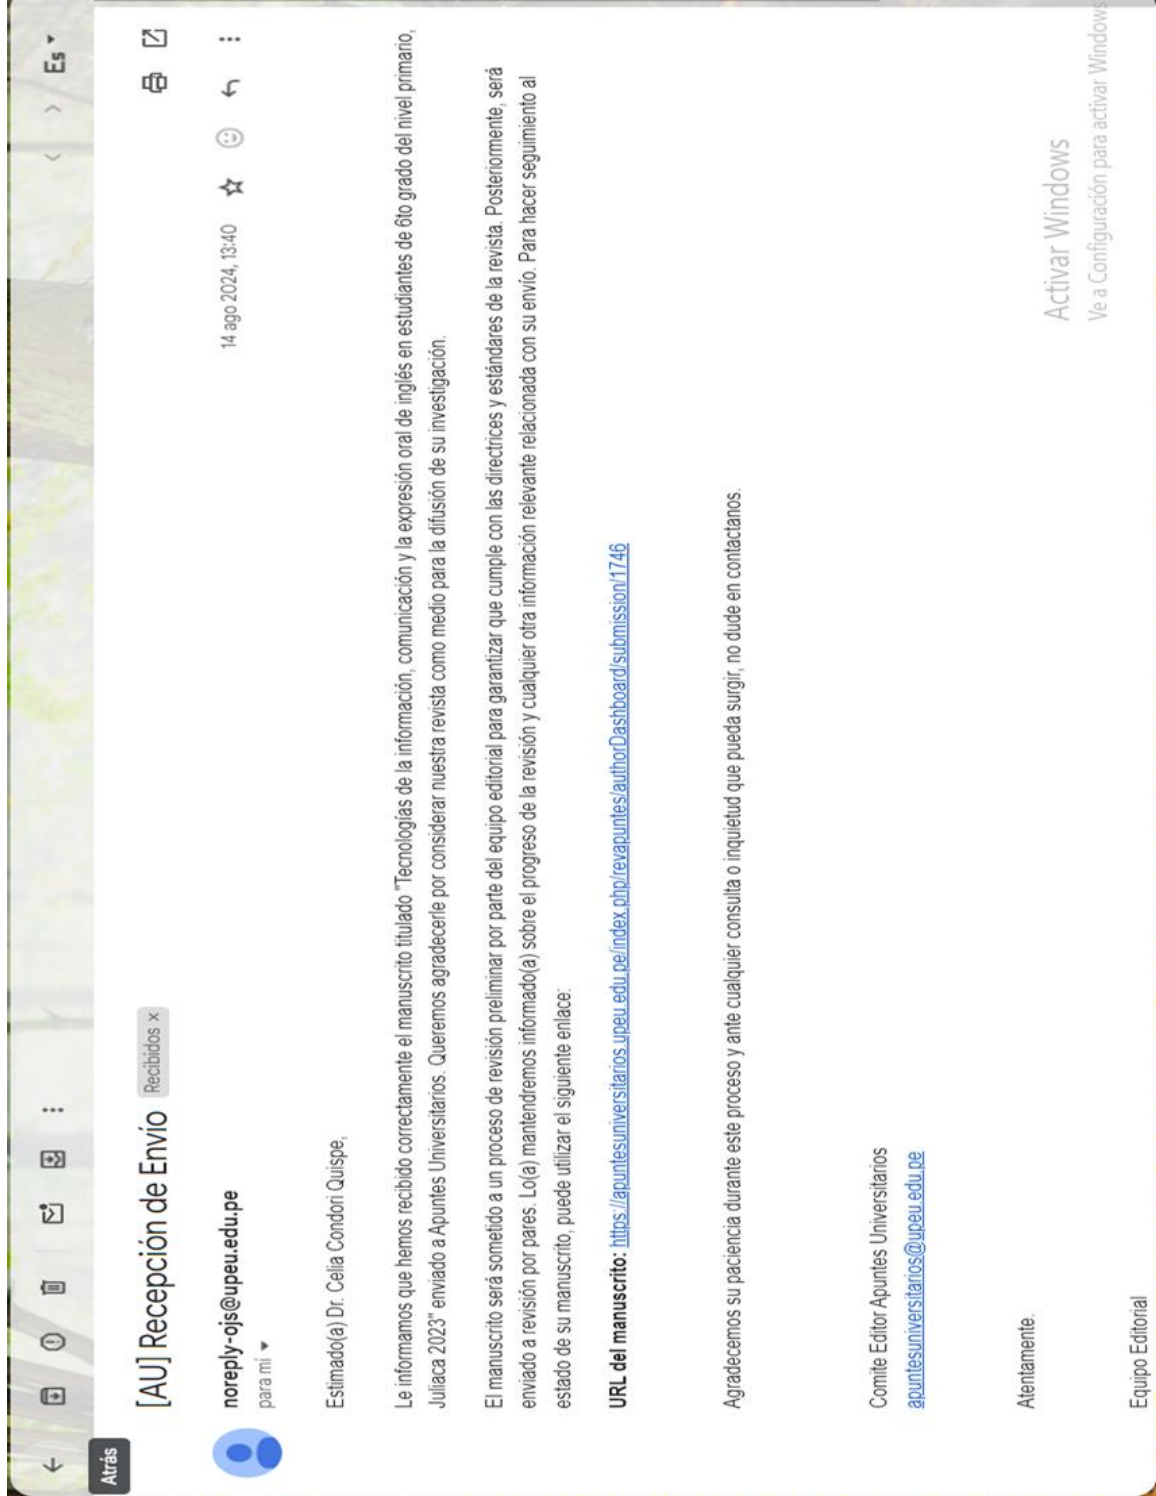 Es
Atrás
[AU] Recepción de Envío Recibidos x
noreply-ojs@upeu.edu.pe 14 ago 2024, 13:40
para mí
Estimado(a) Dr. Celia Condori Quispe,
Le informamos que hemos recibido correctamente el manuscrito titulado "Tecnologías de la información, comunicación y la expresión oral de inglés en estudiantes de 6to grado del nivel primario,
Juliaca 2023" enviado a Apuntes Universitarios. Queremos agradecerle por considerar nuestra revista como medio para la difusión de su investigación.
El manuscrito será sometido a un proceso de revisión preliminar por parte del equipo editorial para garantizar que cumple con las directrices y estándares de la revista. Posteriormente, será
enviado a revisión por pares. Lo(a) mantendremos informado(a) sobre el progreso de la revisión y cualquier otra información relevante relacionada con su envío. Para hacer seguimiento al
estado de su manuscrito, puede utilizar el siguiente enlace:
URL del manuscrito: https://apuntesuniversitarios.upeu.edu.pe/index.php/revapuntes/authorDashboard/submission/1746
Agradecemos su paciencia durante este proceso y ante cualquier consulta o inquietud que pueda surgir, no dude en contactanos.
Comite Editor Apuntes Universitarios
apuntesuniversitarios@upeu.edu.pe
Atentamente.
Equipo Editorial
Activar Windows
Ve a Configuración para activar Windows